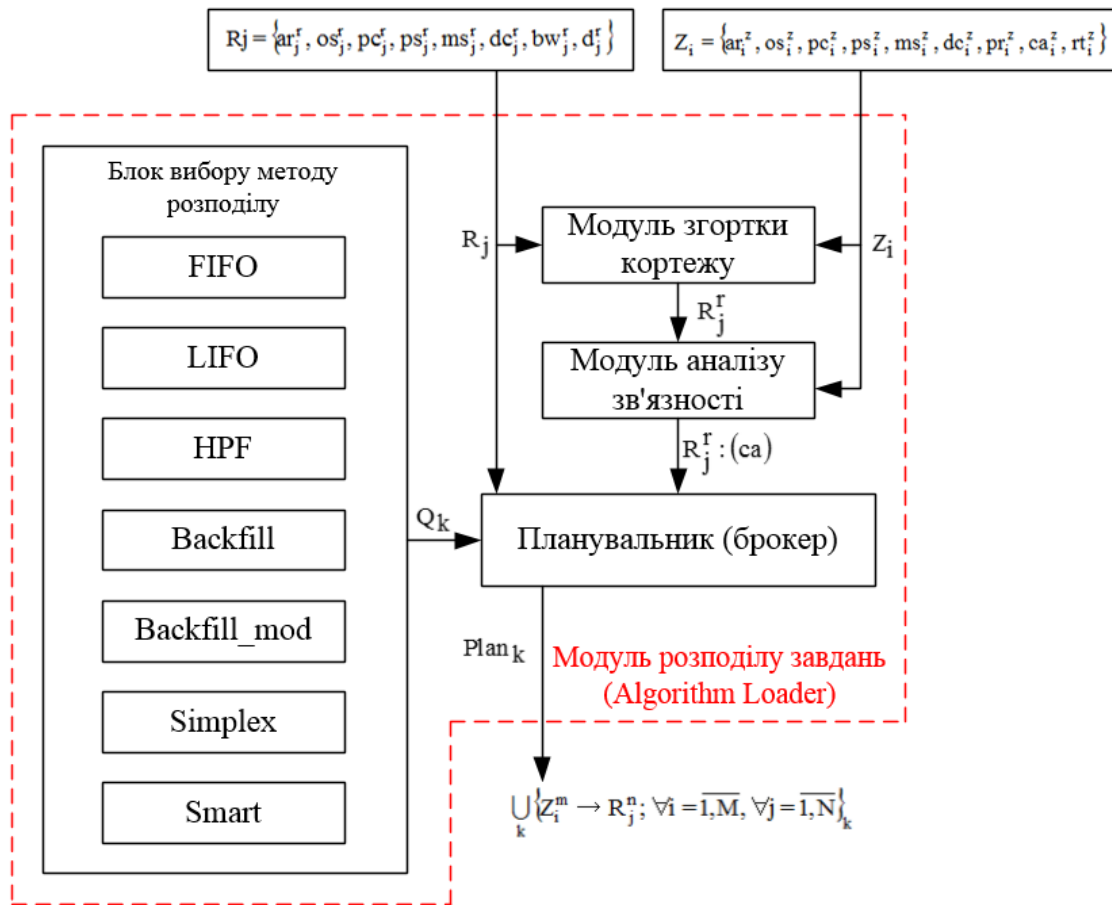 Rj = {ar_j^r, os_j^r, pc_j^r, ps_j^r, ms_j^r, dc_j^r, bw_j^r, d_j^r}
Z_i = {ar_i^z, os_i^z, pc_i^z, ps_i^z, ms_i^z, dc_i^z, pr_i^z, ca_i^z, rt_i^z}
Блок вибору методу
розподілу
FIFO
LIFO
HPF
Backfill
Backfill_mod
Simplex
Smart
R_j
Модуль згортки
кортежу
Z_i
R_j^r
Модуль аналізу
зв'язності
R_j^r : (ca)
Q_k
Планувальник (брокер)
Plan_k
Модуль розподілу завдань
(Algorithm Loader)
⋃_k {Z_i^m → R_j^n; ∀i = \overline{1,M}, ∀j = \overline{1,N}}_k